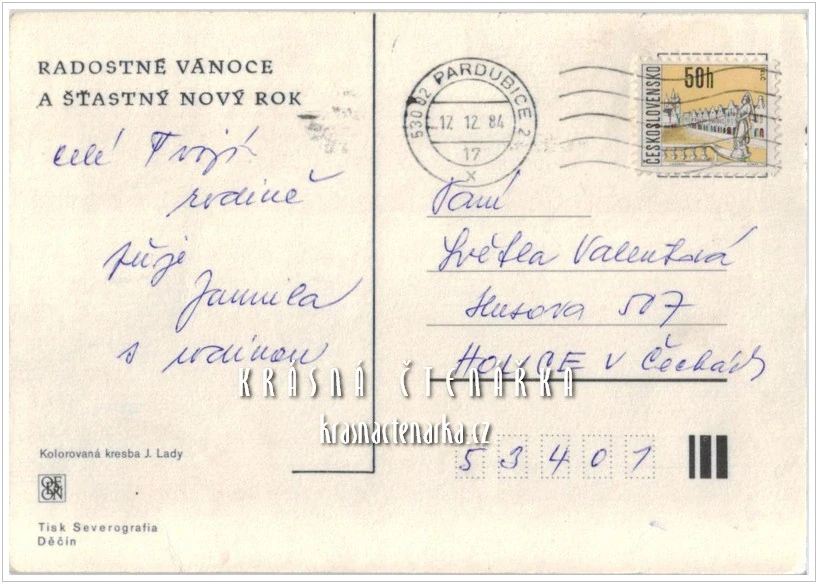 RADOSTNÉ VÁNOCE
A ŠŤASTNÝ NOVÝ ROK
celé Tvojí
rodině
přeje
Jarmila
s rodinou
Kolorovaná kresba J. Lady
ODEON
Tisk Severografia
Děčín
530 02 PARDUBICE 2
17. 12. 84
17
x
ČESKOSLOVENSKO
50h
Paní
Světla Valentová
Husova 507
HOLICE v Čechách
53401
KRÁSNÁ ČTENÁŘKA
krasnactenarka.cz